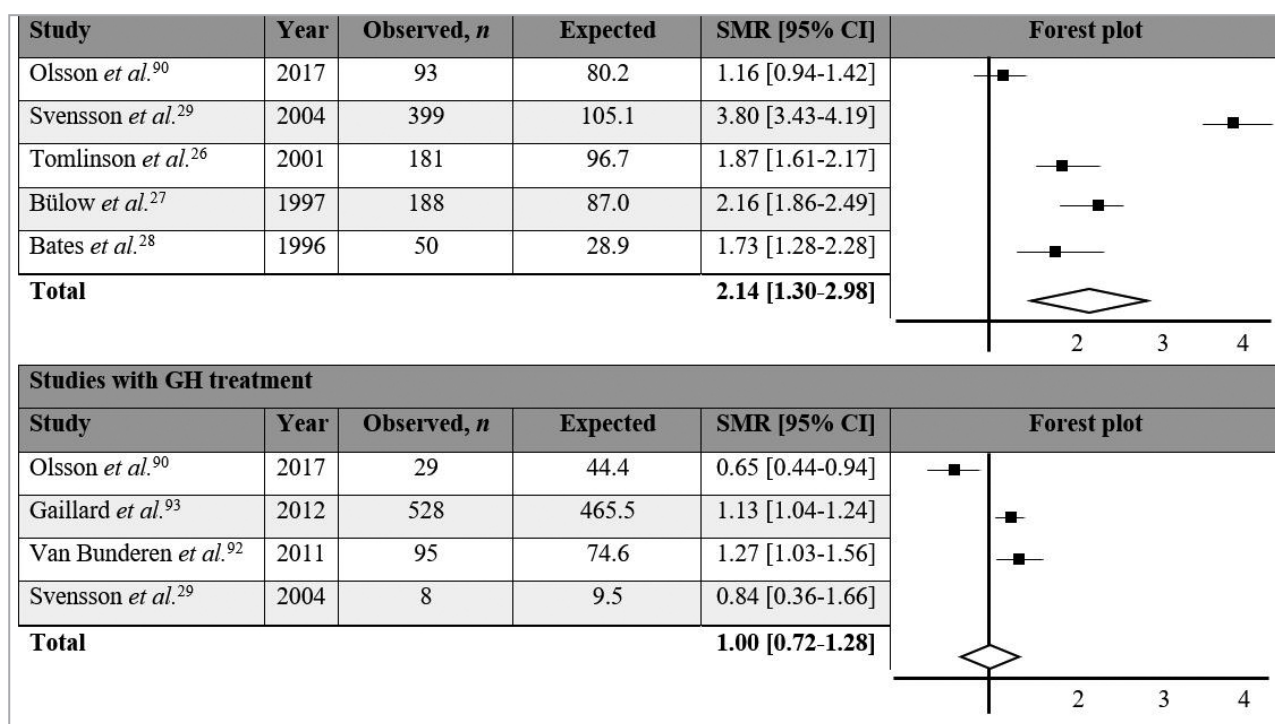 Study Year Observed, n Expected SMR [95% CI] Forest plot
Olsson et al.90 2017 93 80.2 1.16 [0.94-1.42]
Svensson et al.29 2004 399 105.1 3.80 [3.43-4.19]
Tomlinson et al.26 2001 181 96.7 1.87 [1.61-2.17]
Bülow et al.27 1997 188 87.0 2.16 [1.86-2.49]
Bates et al.28 1996 50 28.9 1.73 [1.28-2.28]
Total 2.14 [1.30-2.98]
2 3 4
Studies with GH treatment
Study Year Observed, n Expected SMR [95% CI] Forest plot
Olsson et al.90 2017 29 44.4 0.65 [0.44-0.94]
Gaillard et al.93 2012 528 465.5 1.13 [1.04-1.24]
Van Bunderen et al.92 2011 95 74.6 1.27 [1.03-1.56]
Svensson et al.29 2004 8 9.5 0.84 [0.36-1.66]
Total 1.00 [0.72-1.28]
2 3 4